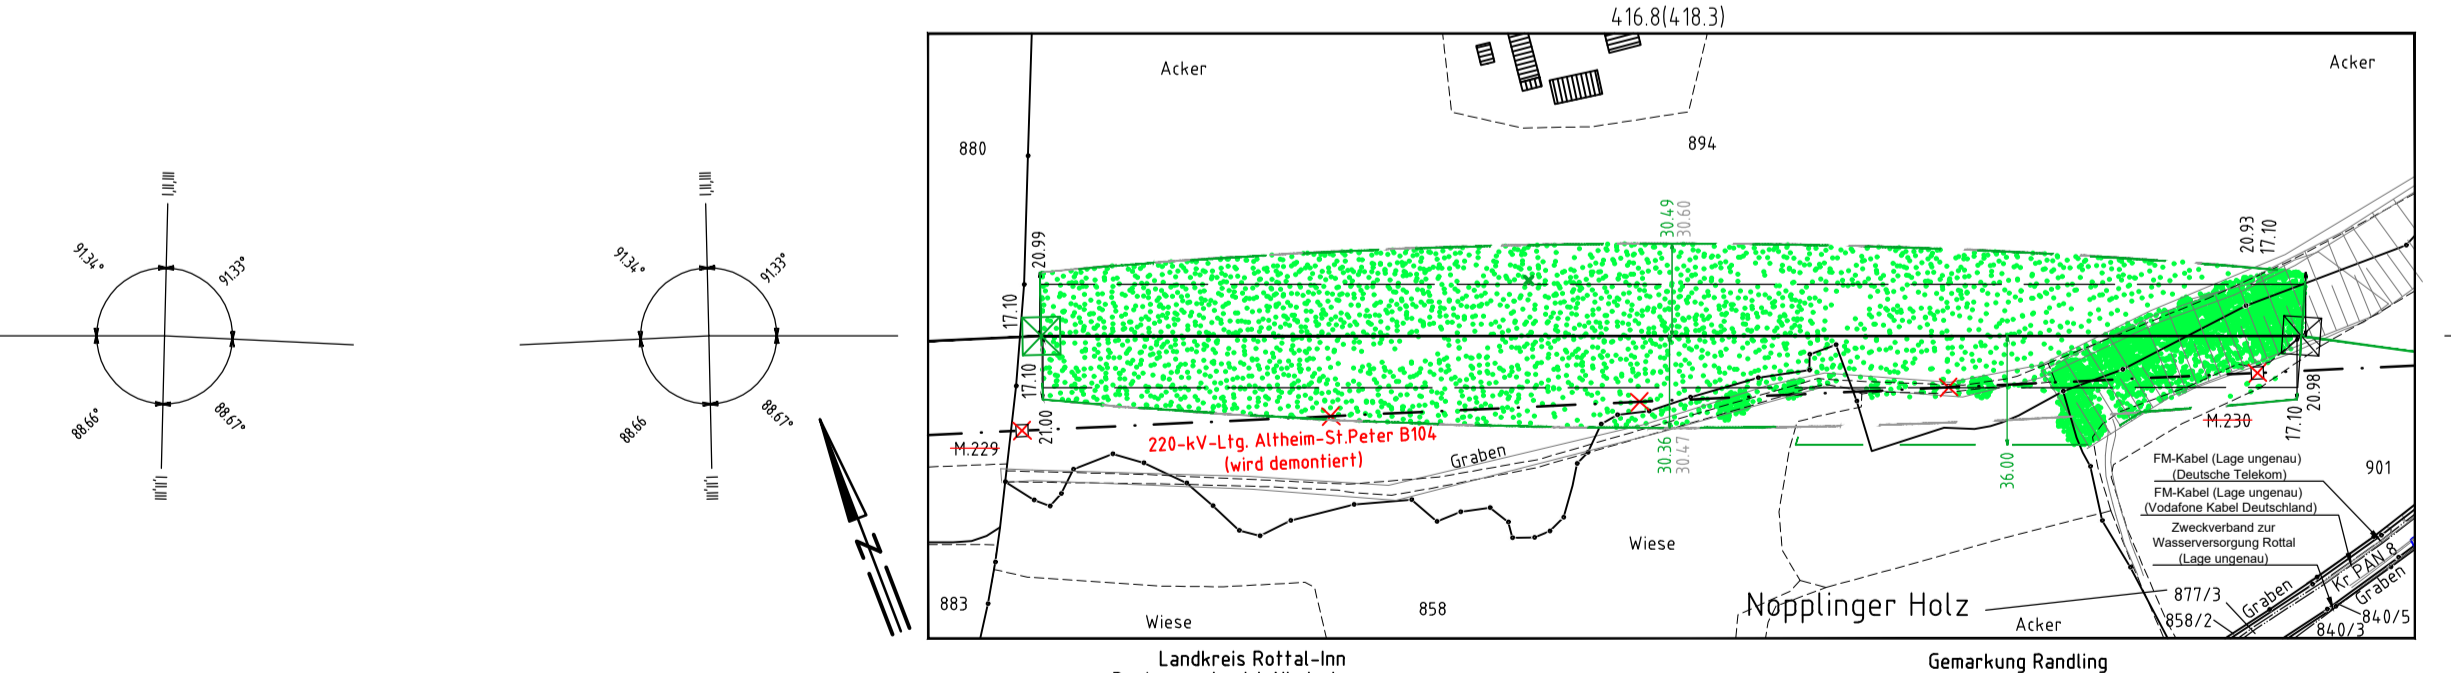 416.8(418.3)
Acker
Acker
880
894
I,II,III
91.34°
91.33°
88.66°
88.67°
I,II,III
I,II,III
91.34°
91.33°
88.66
88.67°
I,II,III
N
20.99
17.10
17.10
21.00
30.49
30.60
30.36
30.47
36.00
20.93
17.10
17.10
20.98
M.229
M.230
220-kV-Ltg. Altheim-St.Peter B104
(wird demontiert)
Graben
FM-Kabel (Lage ungenau)
(Deutsche Telekom)
FM-Kabel (Lage ungenau)
(Vodafone Kabel Deutschland)
Zweckverband zur
Wasserversorgung Rottal
(Lage ungenau)
901
Wiese
Kr PAN 8
Graben
Graben
883
858
Nopplinger Holz
877/3
858/2
840/3
840/5
Wiese
Acker
Landkreis Rottal-Inn
Gemarkung Randling